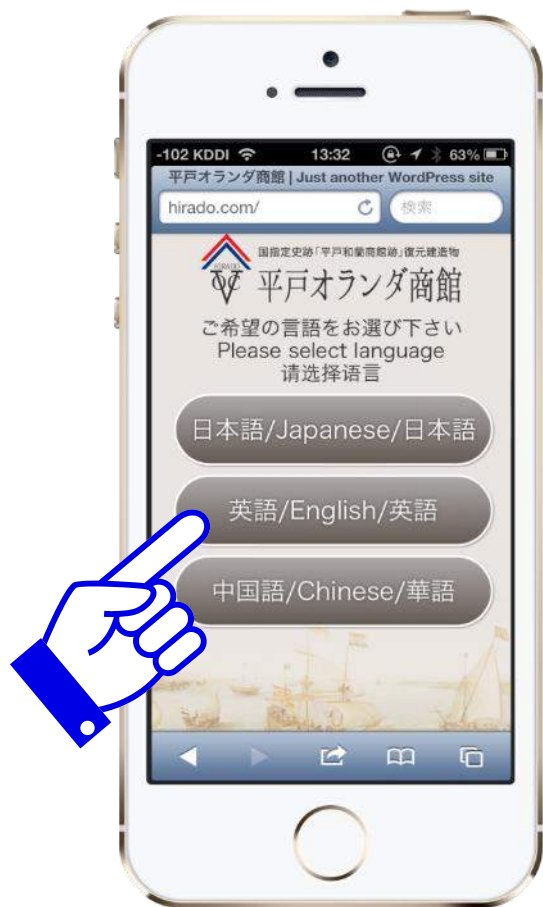 -102 KDDI 13:32 63%
平戸オランダ商館 | Just another WordPress site
hirado.com/ 検索
国指定史跡「平戸和蘭商館跡」復元建造物
HIRADO
VOC
平戸オランダ商館
ご希望の言語をお選び下さい
Please select language
请选择语言
日本語/Japanese/日本語
英語/English/英語
中国語/Chinese/華語